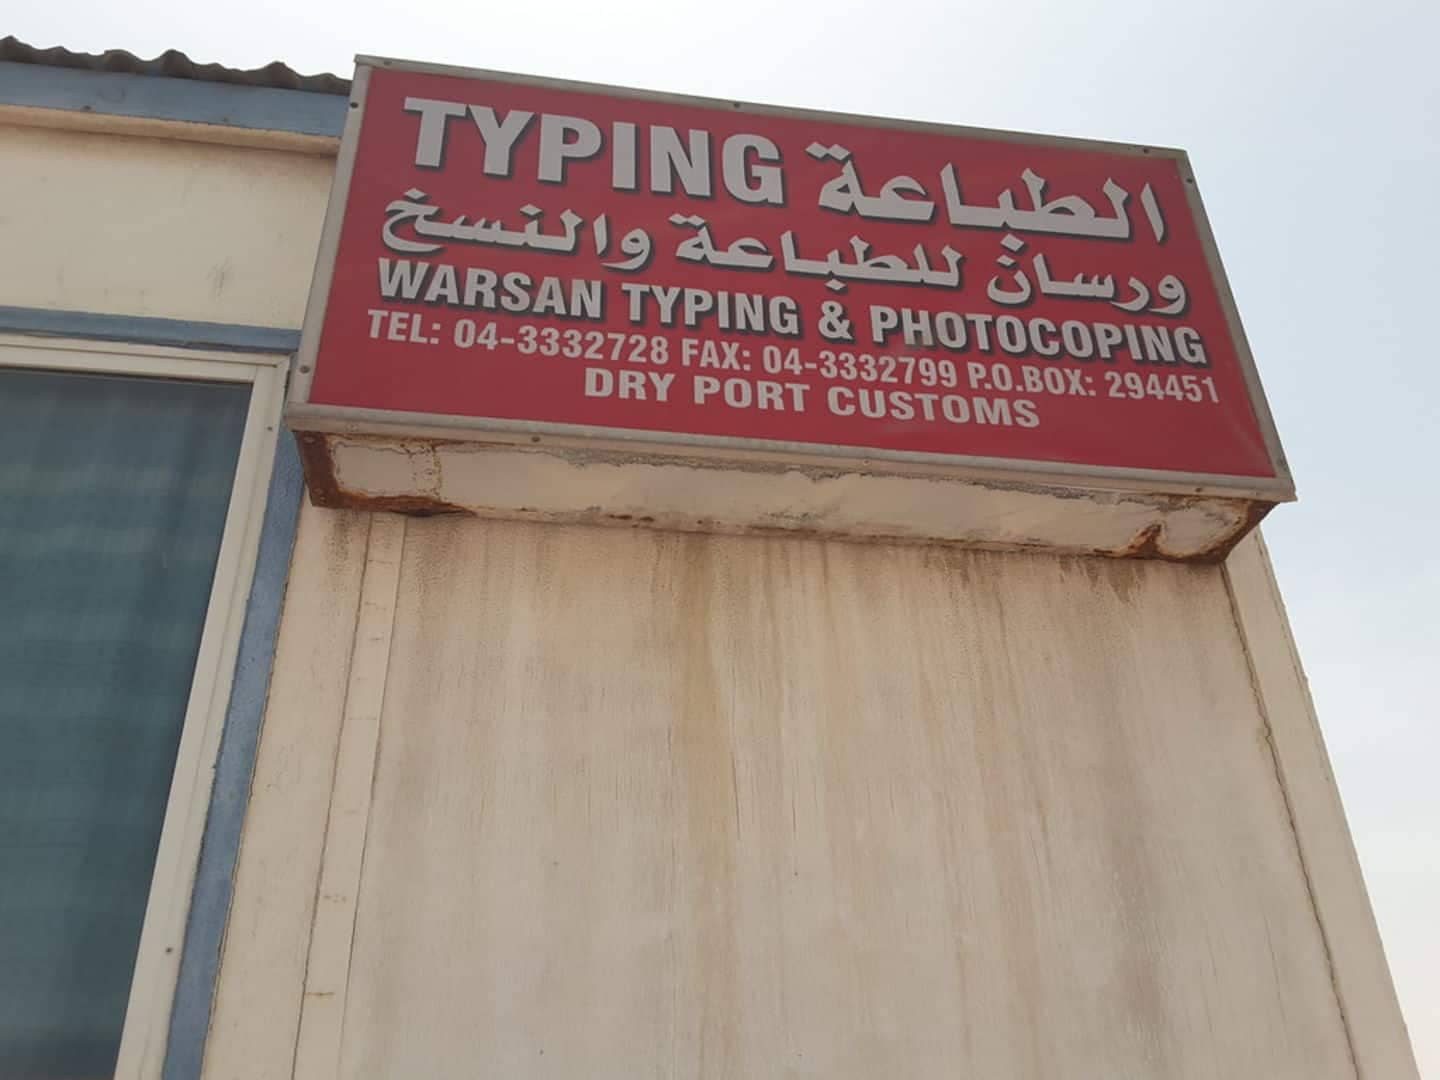 TYPING الطباعة
ورسان للطباعة والنسخ
WARSAN TYPING & PHOTOCOPING
TEL: 04-3332728 FAX: 04-3332799 P.O.BOX: 294451
DRY PORT CUSTOMS